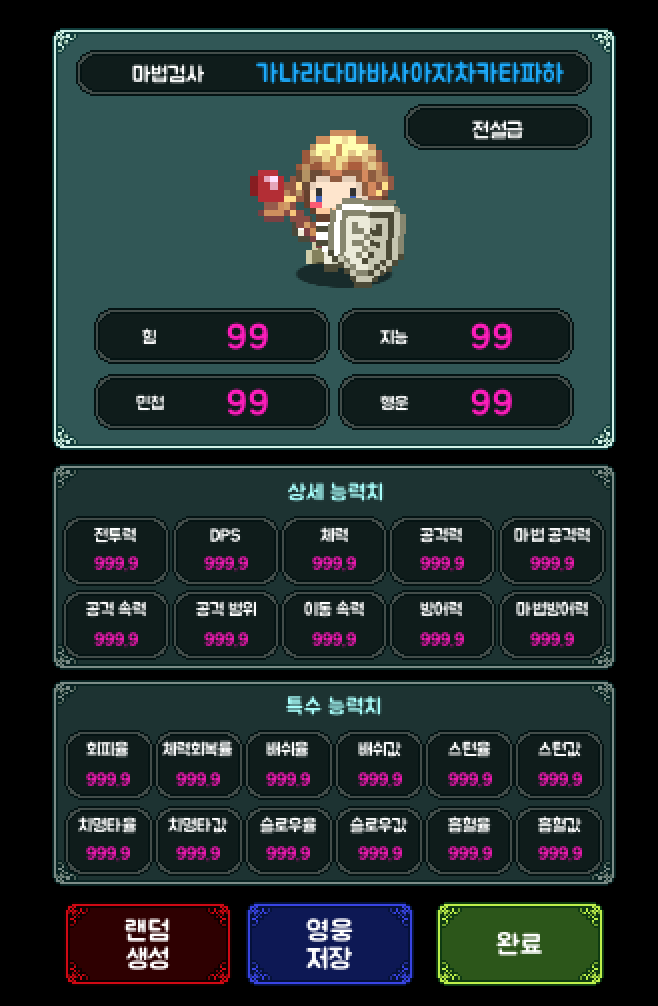 마법검사 가나라다마바사아자차카타파하
전설급
힘 99 지능 99
민첩 99 행운 99
상세 능력치
전투력 DPS 체력 공격력 마법 공격력
999.9 999.9 999.9 999.9 999.9
공격 속력 공격 범위 이동 속력 방어력 마법방어력
999.9 999.9 999.9 999.9 999.9
특수 능력치
회피율 체력회복률 배쉬율 배쉬값 스턴율 스턴값
999.9 999.9 999.9 999.9 999.9 999.9
치명타율 치명타값 슬로우율 슬로우값 흡혈율 흡혈값
999.9 999.9 999.9 999.9 999.9 999.9
랜덤 영웅 완료
생성 저장